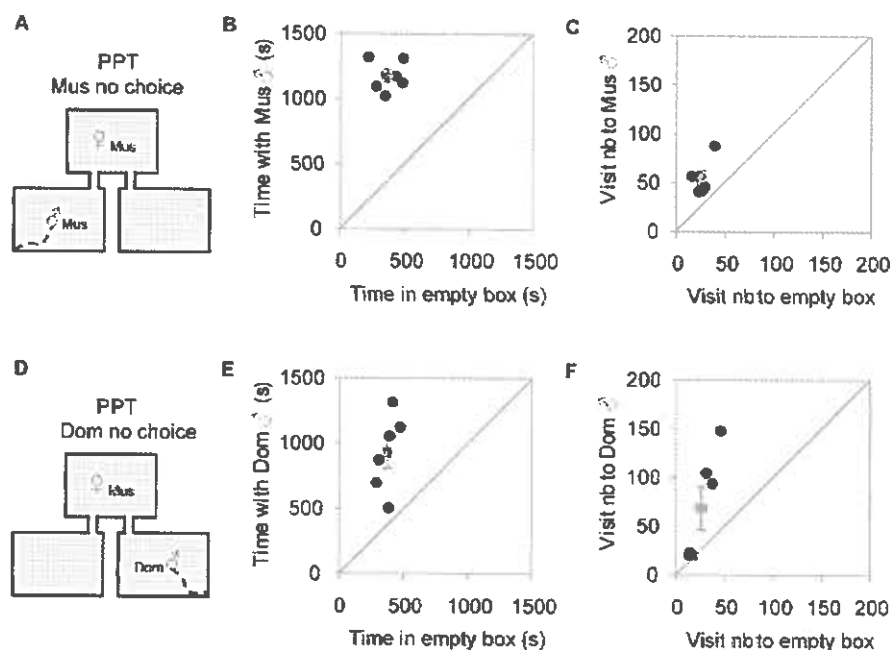 A
PPT
Mus no choice
♀ Mus
♂ Mus
B
1500
1000
500
0
Time with Mus ♂ (s)
0 500 1000 1500
Time in empty box (s)
C
200
150
100
50
0
Visit nb to Mus ♂
0 50 100 150 200
Visit nb to empty box
D
PPT
Dom no choice
♀ Mus
Dom ♂
E
1500
1000
500
0
Time with Dom ♂ (s)
0 500 1000 1500
Time in empty box (s)
F
200
150
100
50
0
Visit nb to Dom ♂
0 50 100 150 200
Visit nb to empty box